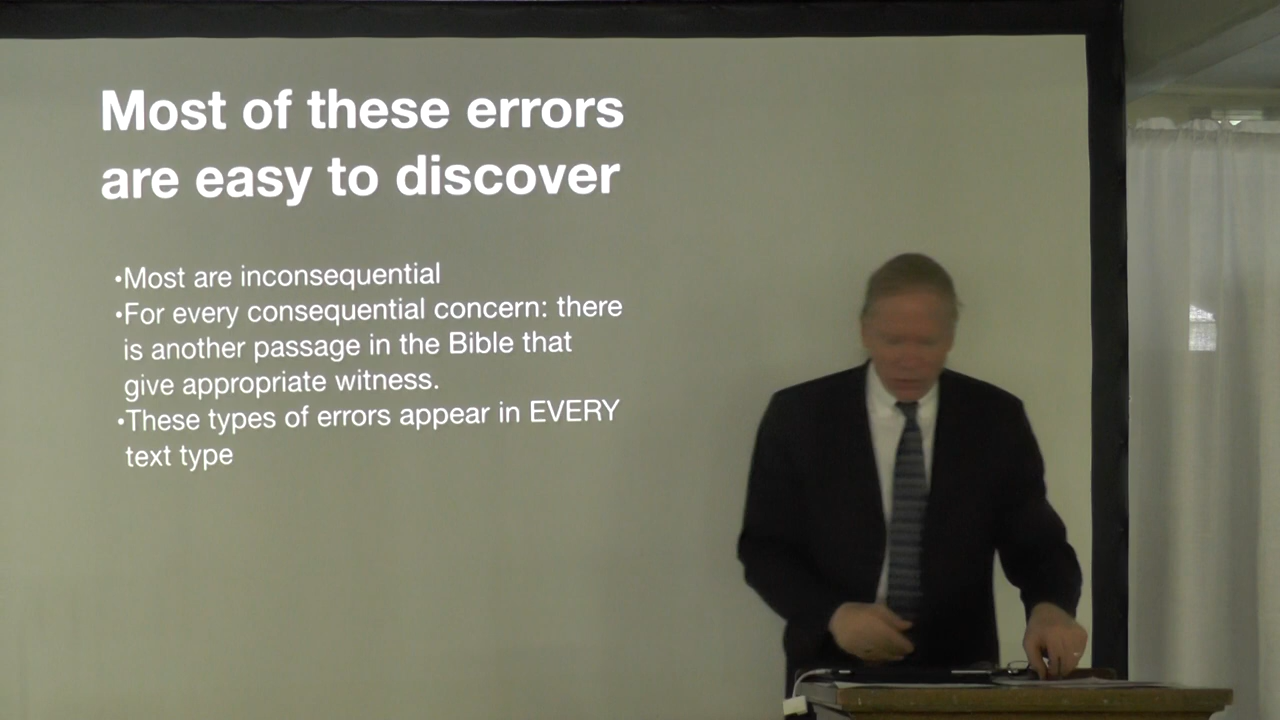 Most of these errors
are easy to discover
•Most are inconsequential
•For every consequential concern: there
is another passage in the Bible that
give appropriate witness.
•These types of errors appear in EVERY
text type